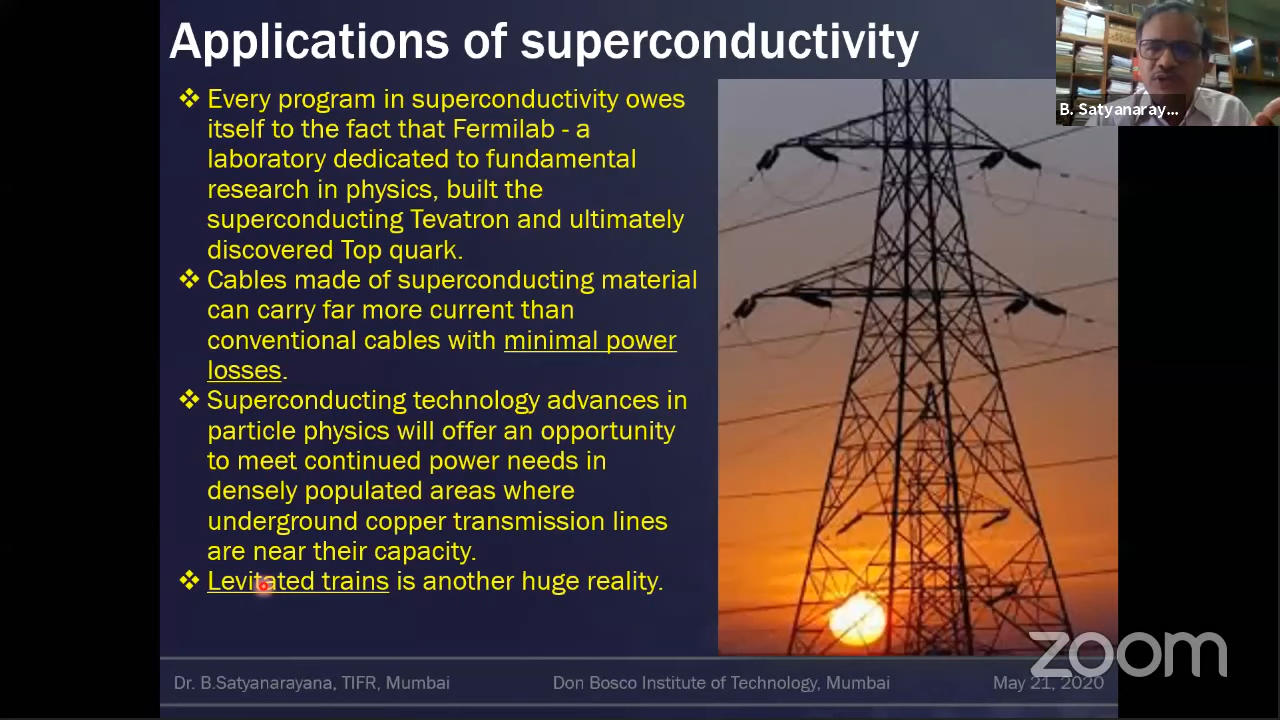 Applications of superconductivity
B. Satyanaray...
❖ Every program in superconductivity owes
itself to the fact that Fermilab - a
laboratory dedicated to fundamental
research in physics, built the
superconducting Tevatron and ultimately
discovered Top quark.
❖ Cables made of superconducting material
can carry far more current than
conventional cables with minimal power
losses.
❖ Superconducting technology advances in
particle physics will offer an opportunity
to meet continued power needs in
densely populated areas where
underground copper transmission lines
are near their capacity.
❖ Levitated trains is another huge reality.
zoom
Dr. B.Satyanarayana, TIFR, Mumbai Don Bosco Institute of Technology, Mumbai May 21, 2020